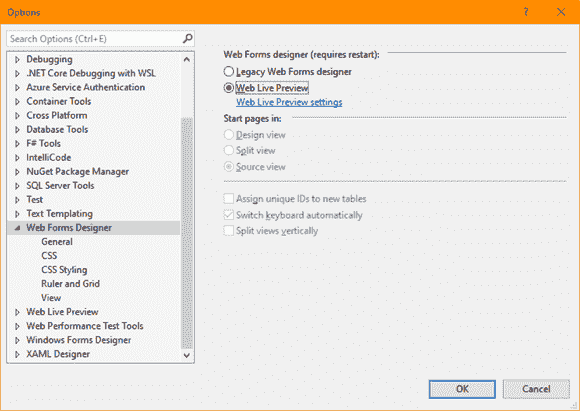 Options
Search Options (Ctrl+E)
Debugging
.NET Core Debugging with WSL
Azure Service Authentication
Container Tools
Cross Platform
Database Tools
F# Tools
IntelliCode
NuGet Package Manager
SQL Server Tools
Test
Text Templating
Web Forms Designer
General
CSS
CSS Styling
Ruler and Grid
View
Web Live Preview
Web Performance Test Tools
Windows Forms Designer
XAML Designer
Web Forms designer (requires restart):
Legacy Web Forms designer
Web Live Preview
Web Live Preview settings
Start pages in:
Design view
Split view
Source view
Assign unique IDs to new tables
Switch keyboard automatically
Split views vertically
OK
Cancel